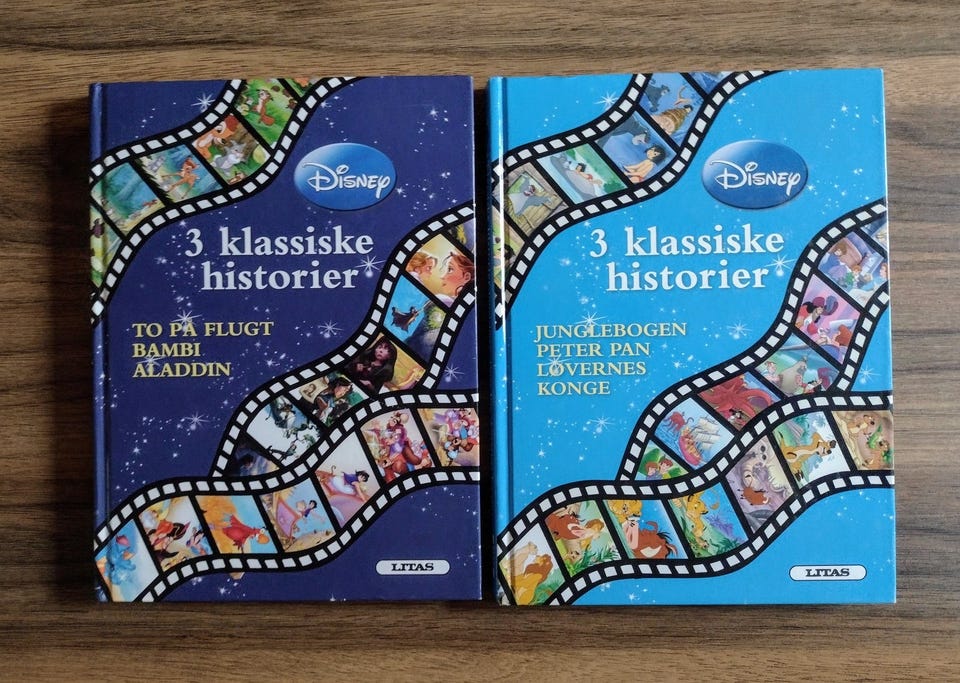 Disney
3 klassiske
historier
TO PÅ FLUGT
BAMBI
ALADDIN
LITAS
Disney
3 klassiske
historier
JUNGLEBOGEN
PETER PAN
LØVERNES
KONGE
LITAS